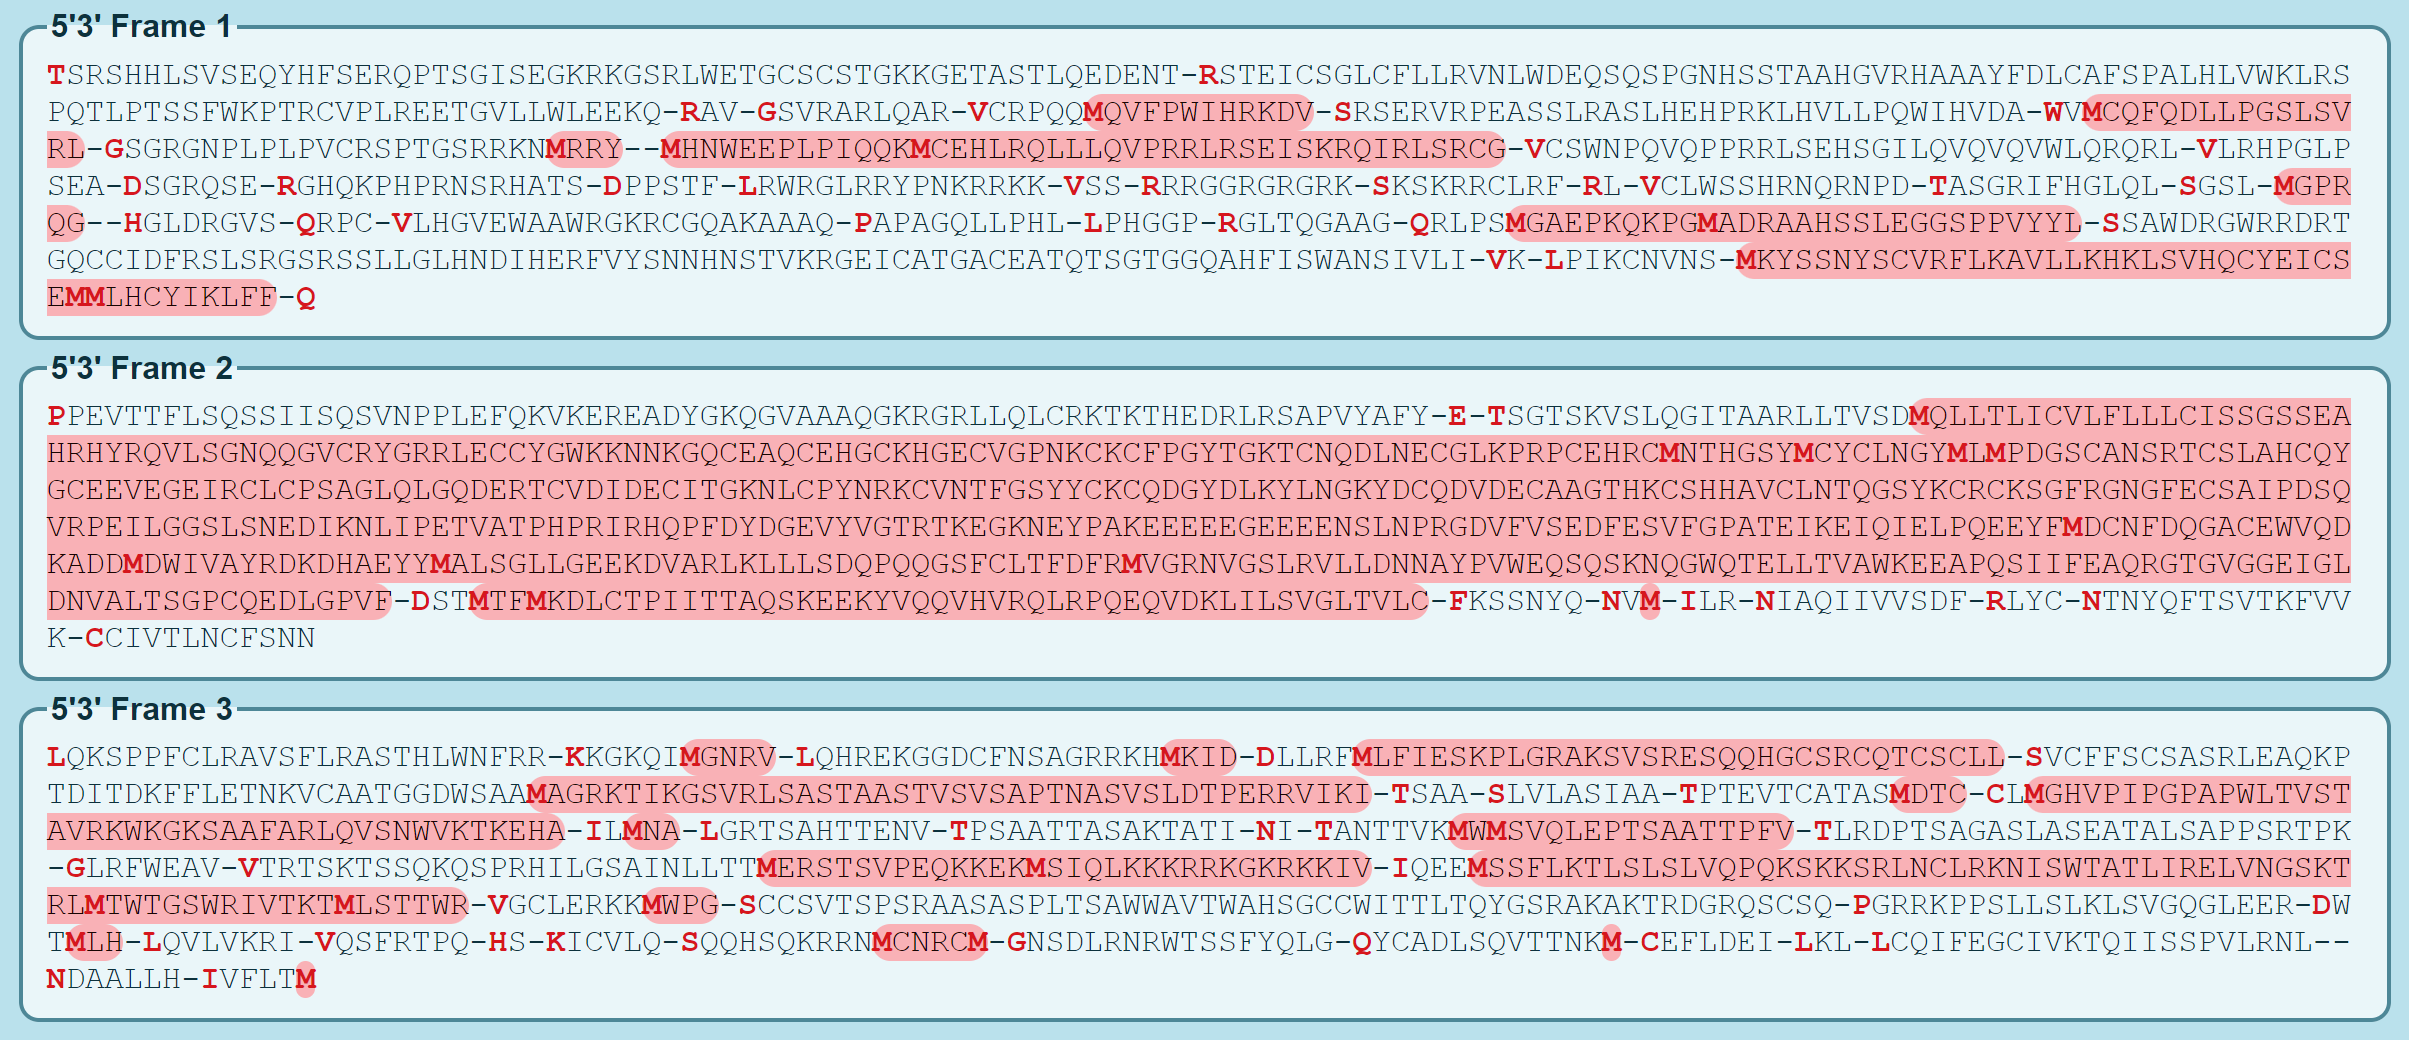 5'3' Frame 1
TSRSHHLSVSEQYHFSERQPTSGISEGKRKGSRLWETGCSCSTGKKGETASTLQEDENT-RSTEICSGLCFLLRVNLWDEQSQSPGNHSSTAAHGVRHAAAYFDLCAFSPALHLVWKLRS
PQTLPTSSFWKPTRCVPLREETGVLLWLEEKQ-RAV-GSVRARLQAR-VCRPQQMQVFPWIHRKDV-SRSERVRPEASSLRASLHEHPRKLHVLLPQWIHVDA-WVMCQFQDLLPGSLSV
RL-GSGRGNPLPLPVCRSPTGSRRKNMRRY--MHNWEEPLPIQQKMCEHLRQLLLQVPRRLRSEISKRQIRLSRCG-VCSWNPQVQPPRRLSEHSGILQVQVQVWLQRQRL-VLRHPGLP
SEA-DSGRQSE-RGHQKPHPRNSRHATS-DPPSTF-LRWRGLRRYPNKRRKK-VSS-RRRGGRGRGRK-SKSKRRCLRF-RL-VCLWSSHRNQRNPD-TASGRIFHGLQL-SGSL-MGPR
QG--HGLDRGVS-QRPC-VLHGVEWAAWRGKRCGQAKAAAQ-PAPAGQLLPHL-LPHGGP-RGLTQGAAG-QRLPSMGAEPKQKPGMADRAAHSSLEGGSPPVYYL-SSAWDRGWRRDRT
GQCCIDFRSLSRGSRSSLLGLHNDIHERFVYSNNHNSTVKRGEICATGACEATQTSGTGGQAHFISWANSIVLI-VK-LPIKCNVNS-MKYSSNYSCVRFLKAVLLKHKLSVHQCYEICS
EMMLHCYIKLFF-Q
5'3' Frame 2
PPEVTTFLSQSSIISQSVNPPLEFQKVKEREADYGKQGVAAAQGKRGRLLQLCRKTKTHEDRLRSAPVYAFY-E-TSGTSKVSLQGITAARLLTVSDMQLLTLICVLFLLLCISSGSSEA
HRHYRQVLSGNQQGVCRYGRRLECCYGWKKNNKGQCEAQCEHGCKHGECVGPNKCKCFPGYTGKTCNQDLNECGLKPRPCEHRCMNTHGSYMCYCLNGYMLMPDGSCANSRTCSLAHCQY
GCEEVEGEIRCLCPSAGLQLGQDERTCVDIDECITGKNLCPYNRKCVNTFGSYYCKCQDGYDLKYLNGKYDCQDVDECAAGTHKCSHHAVCLNTQGSYKCRCKSGFRGNGFECSAIPDSQ
VRPEILGGSLSNEDIKNLIPETVATPHPRIRHQPFDYDGEVYVGTRTKEGKNEYPAKEEEEEGEEEENSLNPRGDVFVSEDFESVFGPATEIKEIQIELPQEEYFMDCNFDQGACEWVQD
KADDMDWIVAYRDKDHAEYYMALSGLLGEEKDVARLKLLLSDQPQQGSFCLTFDFRMVGRNVGSLRVLLDNNAYPVWEQSQSKNQGWQTELLTVAWKEEAPQSIIFEAQRGTGVGGEIGL
DNVALTSGPCQEDLGPVF-DSTMTFMKDLCTPIITTAQSKEEKYVQQVHVRQLRPQEQVDKLILSVGLTVLC-FKSSNYQ-NVM-ILR-NIAQIIVVSDF-RLYC-NTNYQFTSVTKFVV
K-CCIVTLNCFSNN
5'3' Frame 3
LQKSPPFCLRAVSFLRASTHLWNFRR-KKGKQIMGNRV-LQHREKGGDCFNSAGRRKHMKID-DLLRFMLFIESKPLGRAKSVSRESQQHGCSRCQTCSCLL-SVCFFSCSASRLEAQKP
TDITDKFFLETNKVCAATGGDWSAAMAGRKTIKGSVRLSASTAASTVSVSAPTNASVSLDTPERRVIKI-TSAA-SLVLASIAA-TPTEVTCATASMDTC-CLMGHVPIPGPAPWLTVST
AVRKWKGKSAAFARLQVSNWVKTKEHA-ILMNA-LGRTSAHTTENV-TPSAATTASAKTATI-NI-TANTTVKMWMSVQLEPTSAATTPFV-TLRDPTSAGASLASEATALSAPPSRTPK
-GLRFWEAV-VTRTSKTSSQKQSPRHILGSAINLLTTMERSTSVPEQKKEKMSIQLKKKRRKGKRKKIV-IQEEMSSFLKTLSLSLVQPQKSKKSRLNCLRKNISWTATLIRELVNGSKT
RLMTWTGSWRIVTKTMLSTTWR-VGCLERKKMWPG-SCCSVTSPSRAASASPLTSAWWAVTWAHSGCCWITTLTQYGSRAKAKTRDGRQSCSQ-PGRRKPPSLLSLKLSVGQGLEER-DW
TMLH-LQVLVKRI-VQSFRTPQ-HS-KICVLQ-SQQHSQKRRNMCNRCM-GNSDLRNRWTSSFYQLG-QYCADLSQVTTNKM-CEFLDEI-LKL-LCQIFEGCIVKTQIISSPVLRNL--
NDAALLH-IVFLTM